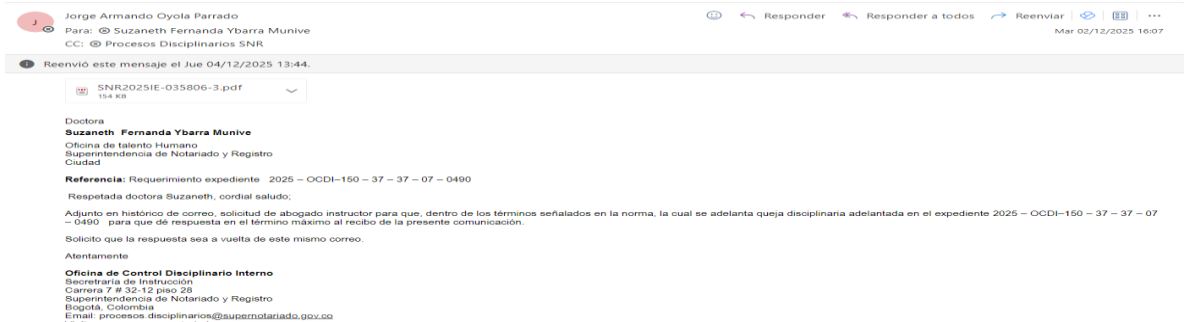 J
Jorge Armando Oyola Parrado
Para: Suzaneth Fernanda Ybarra Munive
CC: Procesos Disciplinarios SNR
Responder Responder a todos Reenviar
Mar 02/12/2025 16:07
Reenvió este mensaje el Jue 04/12/2025 13:44.
SNR2025IE-035806-3.pdf
154 KB
Doctora
Suzaneth Fernanda Ybarra Munive
Oficina de talento Humano
Superintendencia de Notariado y Registro
Ciudad
Referencia: Requerimiento expediente 2025 – OCDI–150 – 37 – 37 – 07 – 0490
Respetada doctora Suzaneth, cordial saludo;
Adjunto en histórico de correo, solicitud de abogado instructor para que, dentro de los términos señalados en la norma, la cual se adelanta queja disciplinaria adelantada en el expediente 2025 – OCDI–150 – 37 – 37 – 07
– 0490 para que dé respuesta en el término máximo al recibo de la presente comunicación.
Solicito que la respuesta sea a vuelta de este mismo correo.
Atentamente
Oficina de Control Disciplinario Interno
Secretraría de Instrucción
Carrera 7 # 32-12 piso 28
Superintendencia de Notariado y Registro
Bogotá, Colombia
Email: procesos.disciplinarios@supernotariado.gov.co